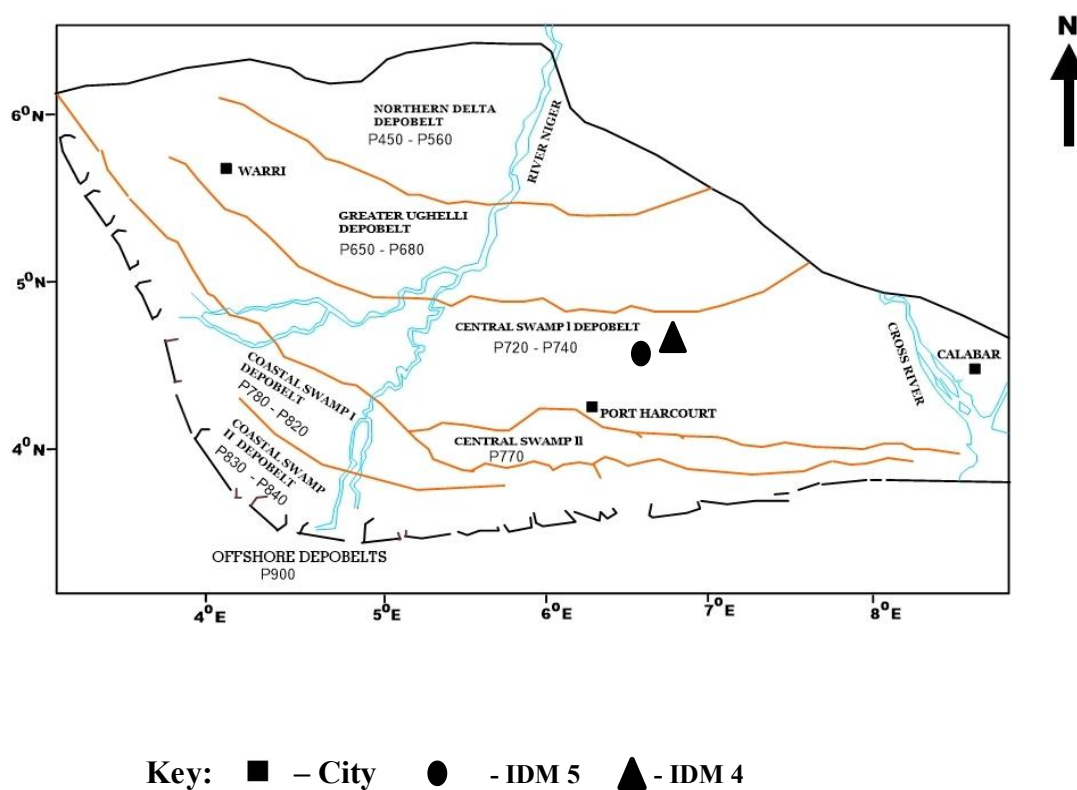 N
NORTHERN DELTA
DEPOBELT
P450 - P560
RIVER NIGER
6⁰N
WARRI
GREATER UGHELLI
DEPOBELT
P650 - P680
5⁰N
CENTRAL SWAMP l DEPOBELT
P720 - P740
CROSS RIVER
CALABAR
COASTAL SWAMP I
DEPOBELT
P780 - P820
PORT HARCOURT
4⁰N
CENTRAL SWAMP ll
P770
COASTAL SWAMP
II DEPOBELT
P830 - P840
OFFSHORE DEPOBELTS
P900
4⁰E
5⁰E
6⁰E
7⁰E
8⁰E
Key: – City - IDM 5 - IDM 4